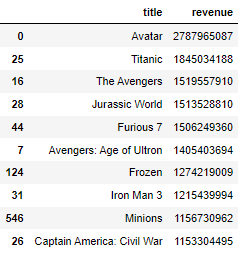 title revenue
0 Avatar 2787965087
25 Titanic 1845034188
16 The Avengers 1519557910
28 Jurassic World 1513528810
44 Furious 7 1506249360
7 Avengers: Age of Ultron 1405403694
124 Frozen 1274219009
31 Iron Man 3 1215439994
546 Minions 1156730962
26 Captain America: Civil War 1153304495